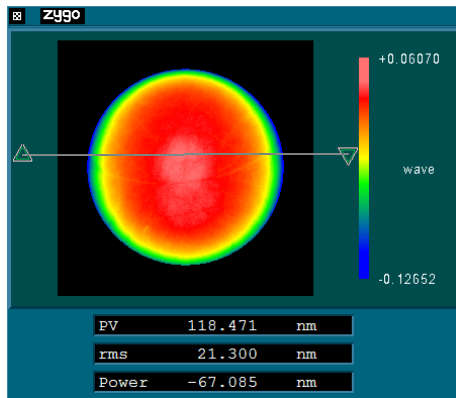 zygo
+0.06070
wave
-0.12652
PV 118.471 nm
rms 21.300 nm
Power -67.085 nm